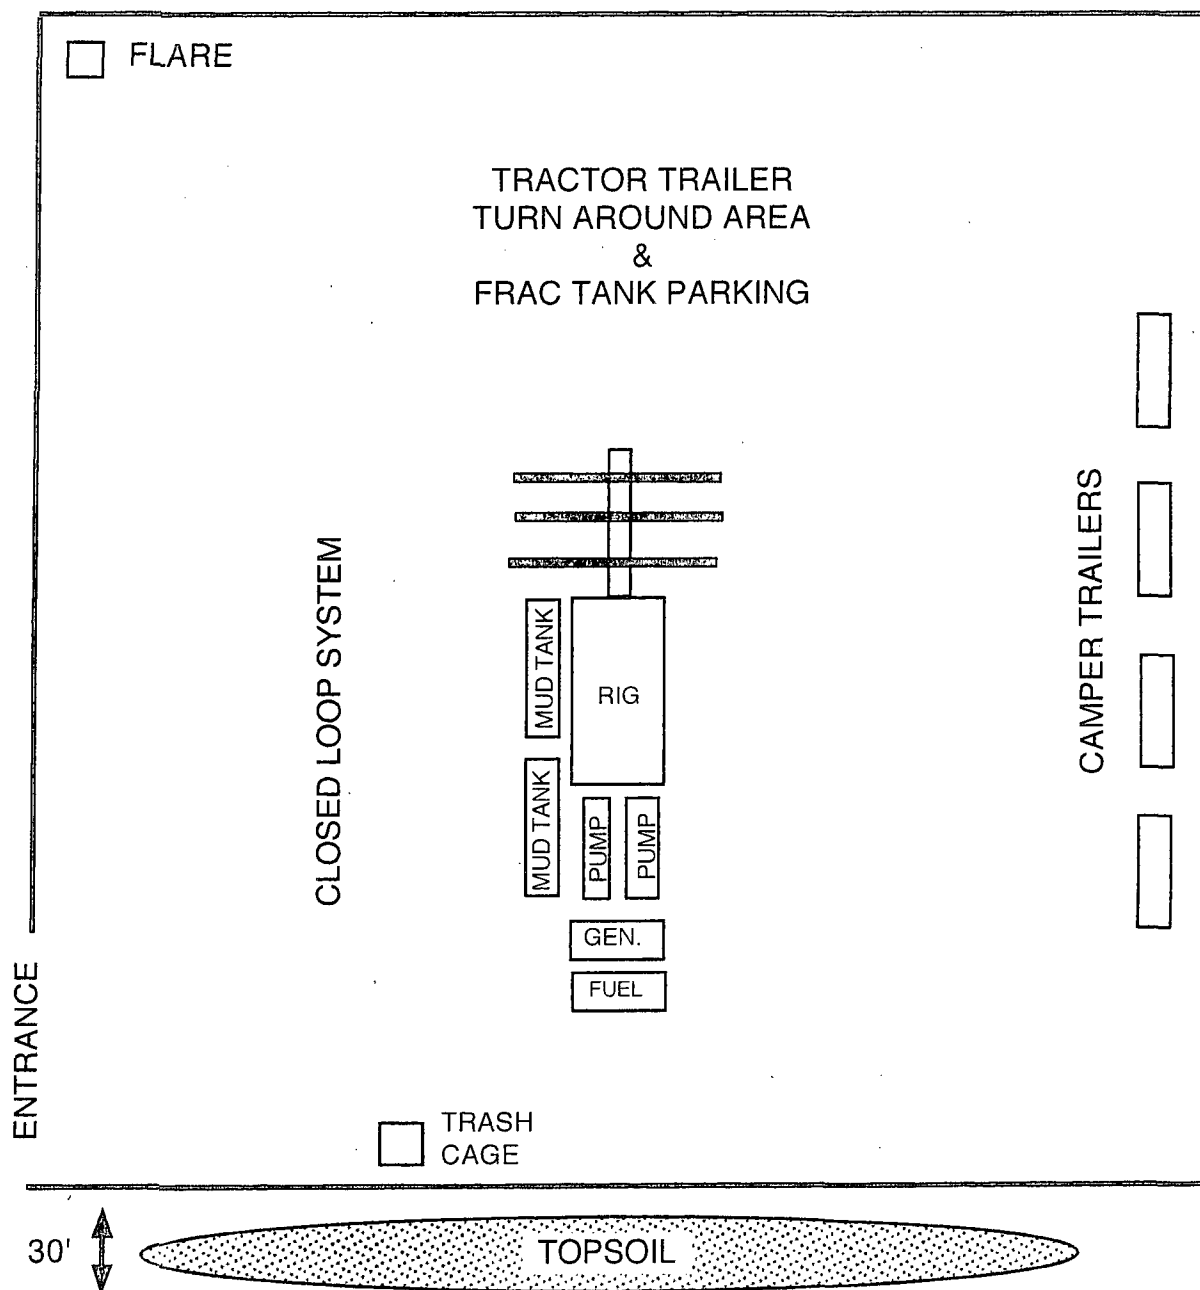 FLARE
TRACTOR TRAILER
TURN AROUND AREA
&
FRAC TANK PARKING
CLOSED LOOP SYSTEM
MUD TANK
MUD TANK
RIG
PUMP
PUMP
GEN.
FUEL
CAMPER TRAILERS
ENTRANCE
TRASH
CAGE
30'
TOPSOIL